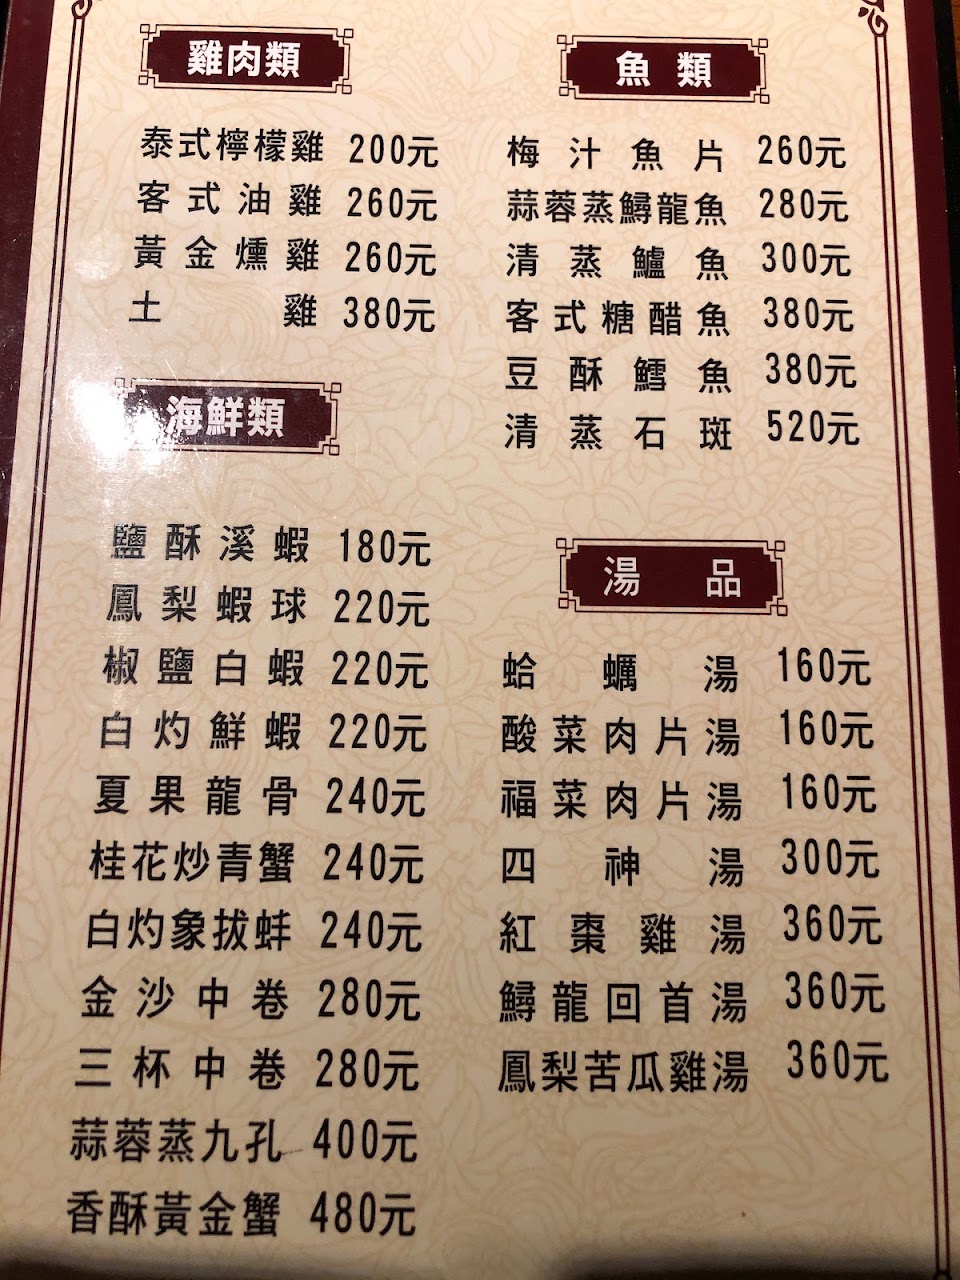 雞肉類
泰式檸檬雞 200元
客式油雞 260元
黃金燻雞 260元
土雞 380元
海鮮類
鹽酥溪蝦 180元
鳳梨蝦球 220元
椒鹽白蝦 220元
白灼鮮蝦 220元
夏果龍骨 240元
桂花炒青蟹 240元
白灼象拔蚌 240元
金沙中卷 280元
三杯中卷 280元
蒜蓉蒸九孔 400元
香酥黃金蟹 480元
魚類
梅汁魚片 260元
蒜蓉蒸鱘龍魚 280元
清蒸鱸魚 300元
客式糖醋魚 380元
豆酥鱈魚 380元
清蒸石斑 520元
湯品
蛤蠣湯 160元
酸菜肉片湯 160元
福菜肉片湯 160元
四神湯 300元
紅棗雞湯 360元
鱘龍回首湯 360元
鳳梨苦瓜雞湯 360元